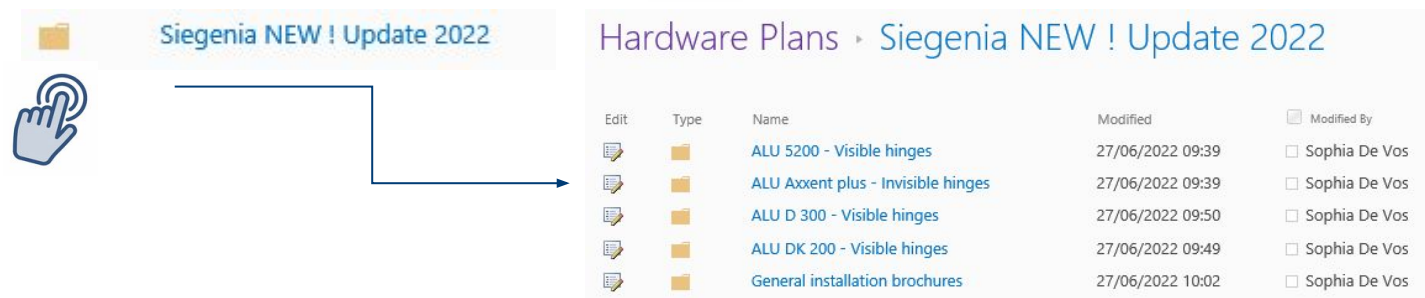 Siegenia NEW ! Update 2022
Hardware Plans ▸ Siegenia NEW ! Update 2022
Edit Type Name Modified Modified By
ALU 5200 - Visible hinges 27/06/2022 09:39 Sophia De Vos
ALU Axxent plus - Invisible hinges 27/06/2022 09:39 Sophia De Vos
ALU D 300 - Visible hinges 27/06/2022 09:50 Sophia De Vos
ALU DK 200 - Visible hinges 27/06/2022 09:49 Sophia De Vos
General installation brochures 27/06/2022 10:02 Sophia De Vos